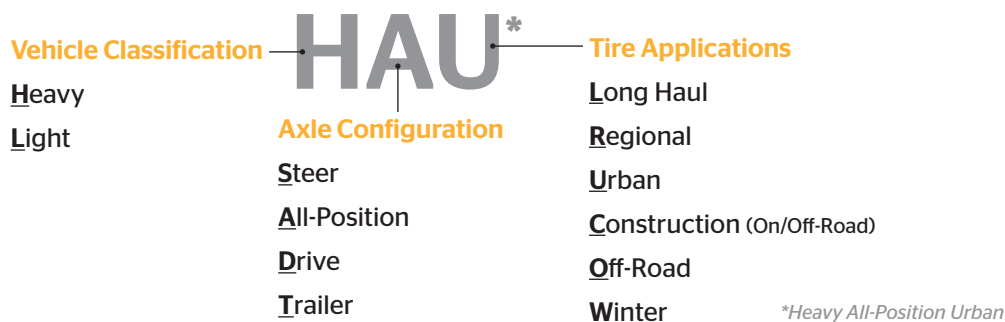 HAU*
Vehicle Classification
Heavy
Light
Axle Configuration
Steer
All-Position
Drive
Trailer
Tire Applications
Long Haul
Regional
Urban
Construction (On/Off-Road)
Off-Road
Winter
*Heavy All-Position Urban